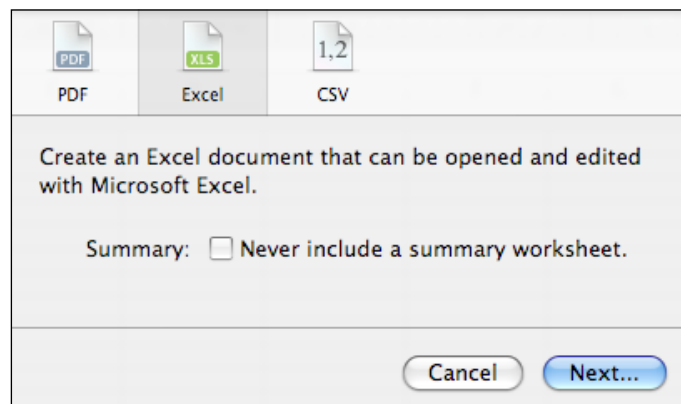 PDF
XLS
1,2
PDF
Excel
CSV
Create an Excel document that can be opened and edited
with Microsoft Excel.
Summary: Never include a summary worksheet.
Cancel
Next...